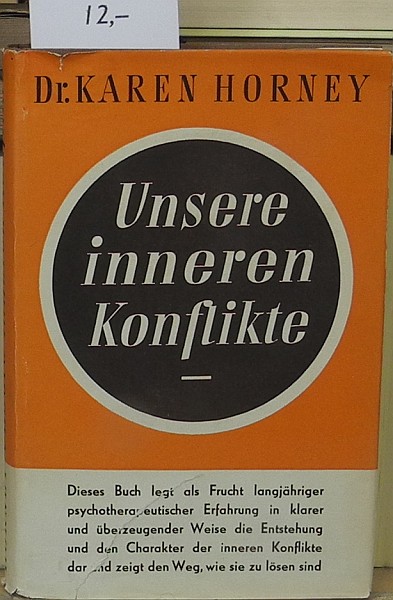 12,-
Dr. KAREN HORNEY
Unsere
inneren
Konflikte
Dieses Buch legt als Frucht langjähriger
psychotherapeutischer Erfahrung in klarer
und überzeugender Weise die Entstehung
und den Charakter der inneren Konflikte
dar und zeigt den Weg, wie sie zu lösen sind